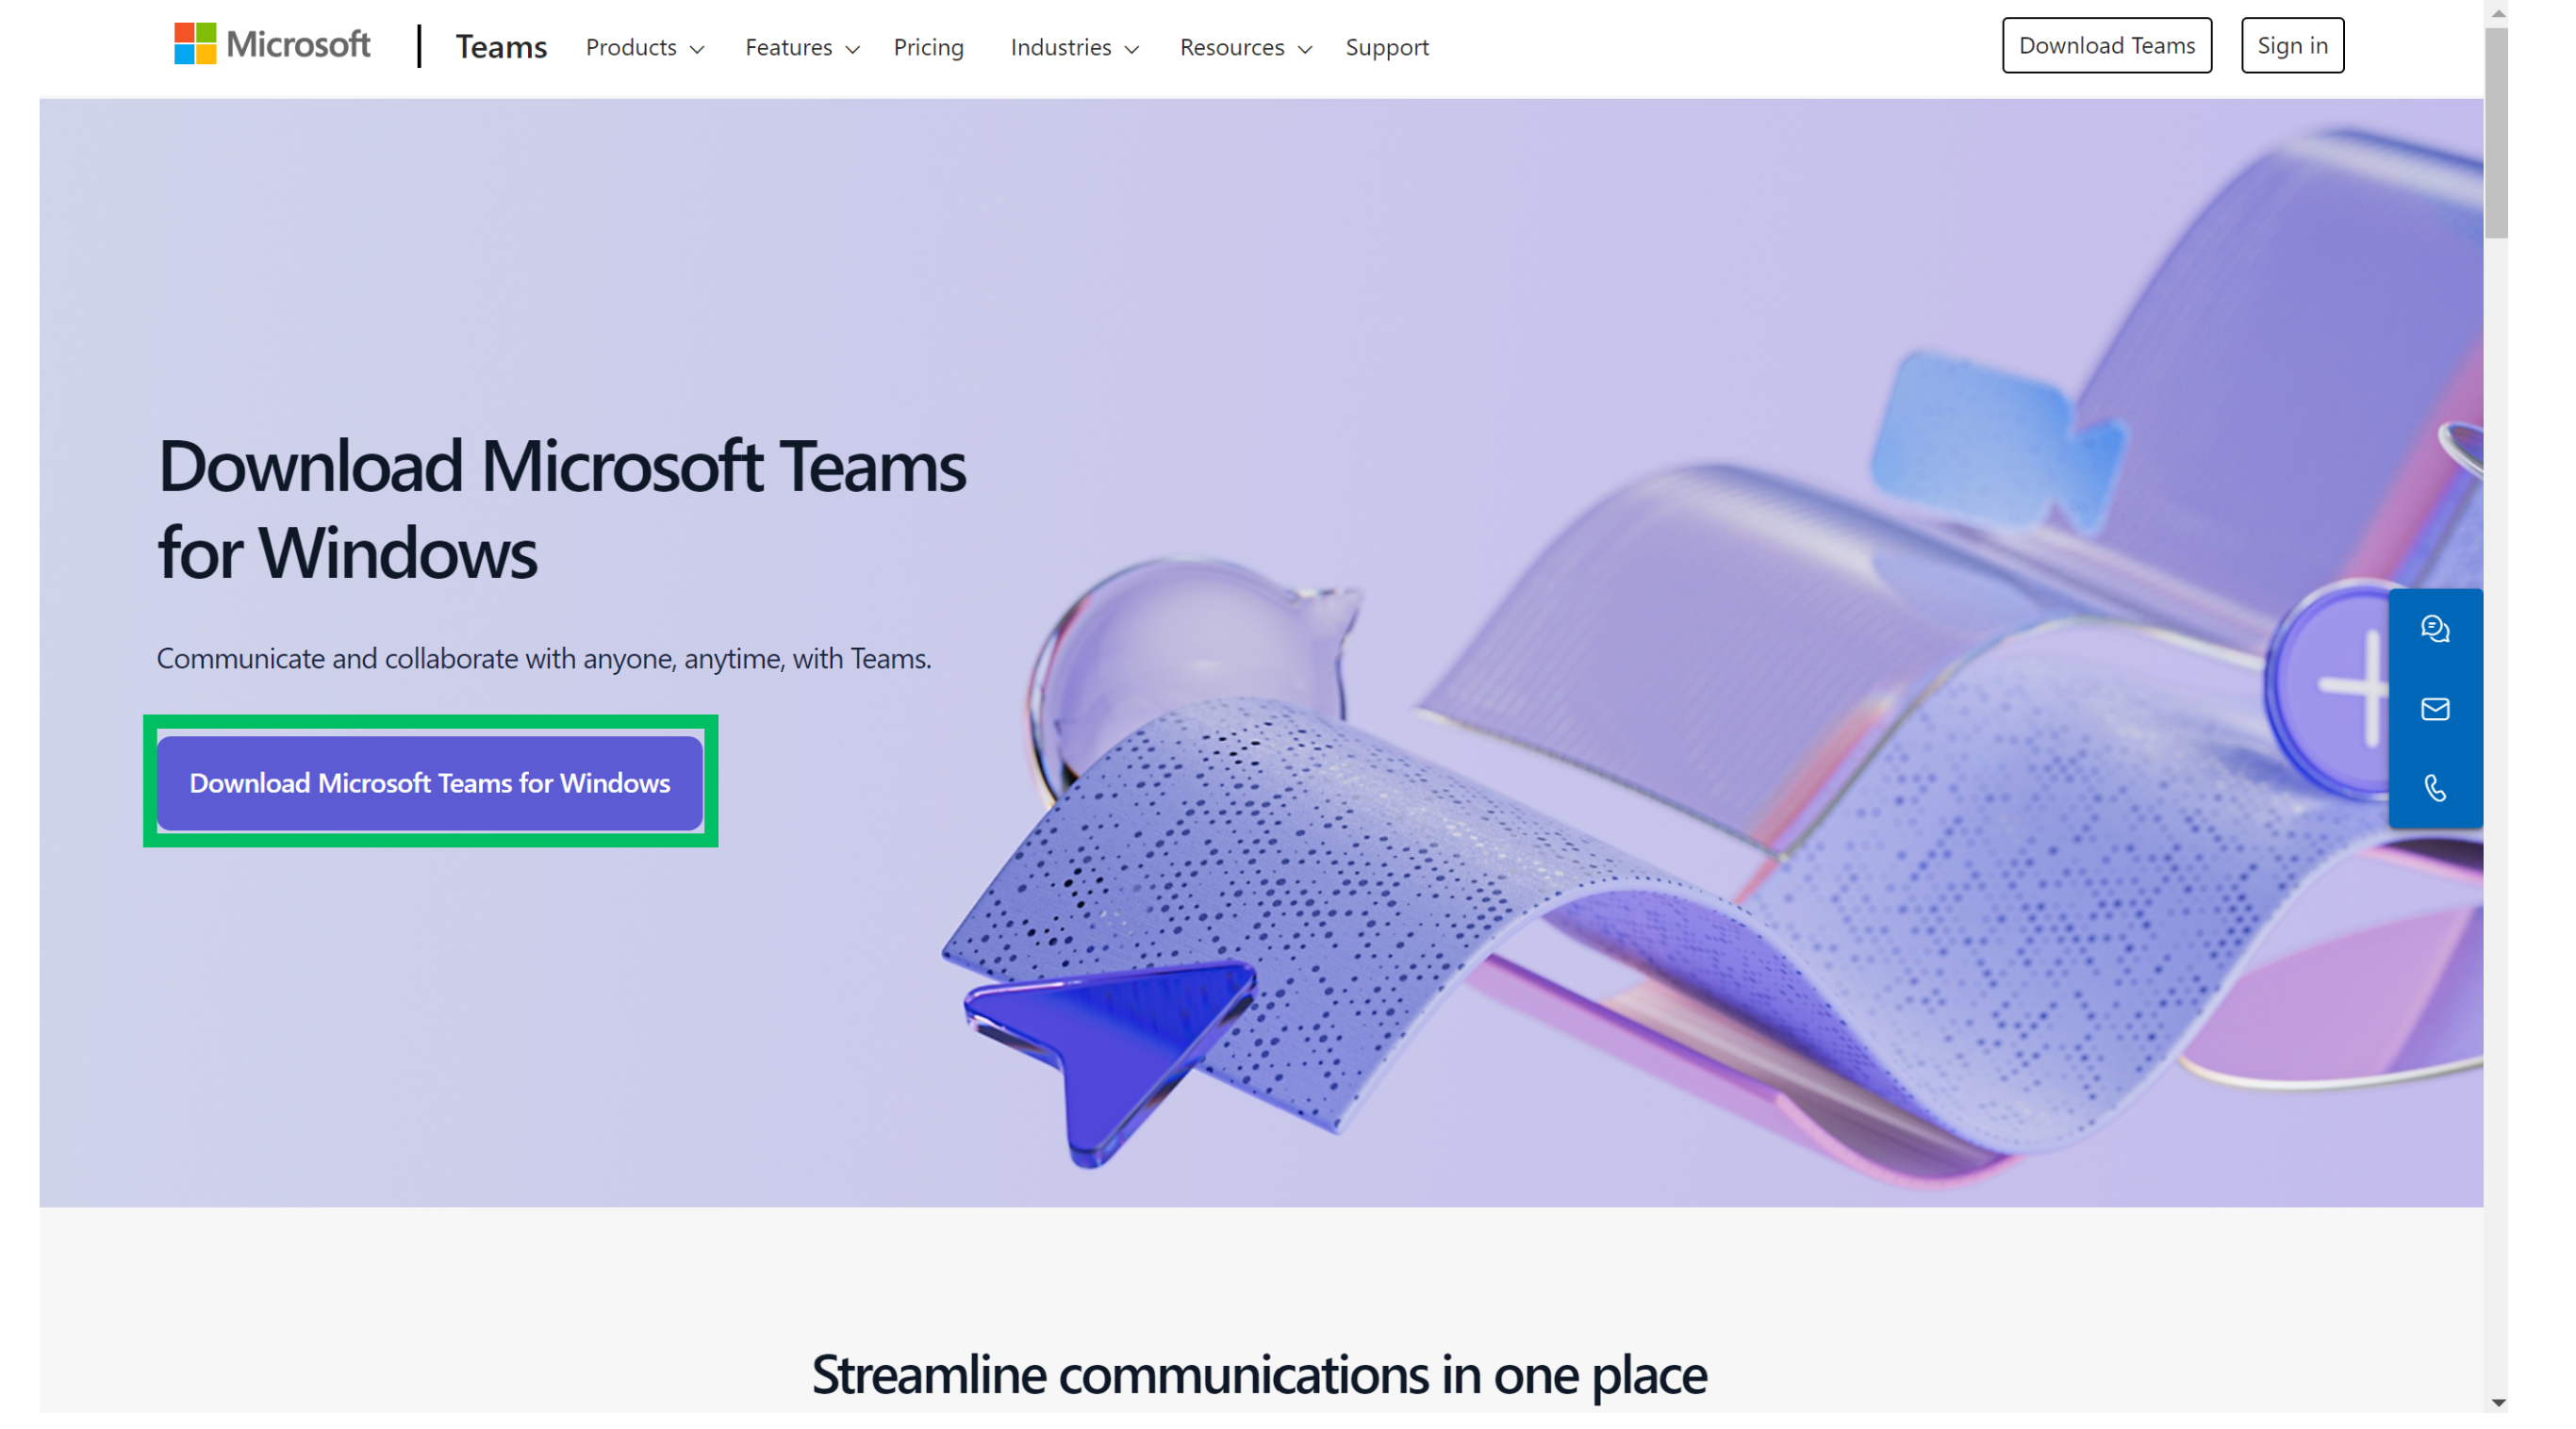 Microsoft
Teams
Products
Features
Pricing
Industries
Resources
Support
Download Teams
Sign in
Download Microsoft Teams
for Windows
Communicate and collaborate with anyone, anytime, with Teams.
Download Microsoft Teams for Windows
Streamline communications in one place